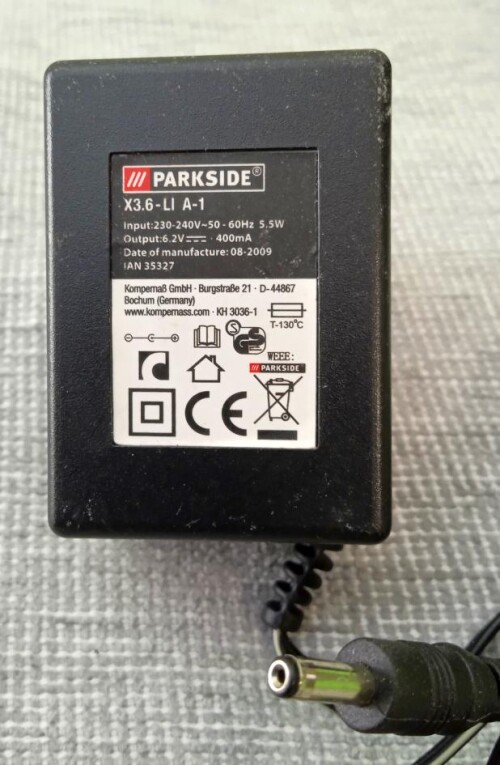 PARKSIDE®
X3.6-LI A-1
Input:230-240V~50-60Hz 5.5W
Output:6.2V⎓ 400mA
Date of manufacture: 08-2009
IAN 35327
Kompernaß GmbH · Burgstraße 21 · D-44867
Bochum (Germany)
www.kompernass.com · KH 3036-1
T-130°C
S
GS
WEEE:
PARKSIDE
CE